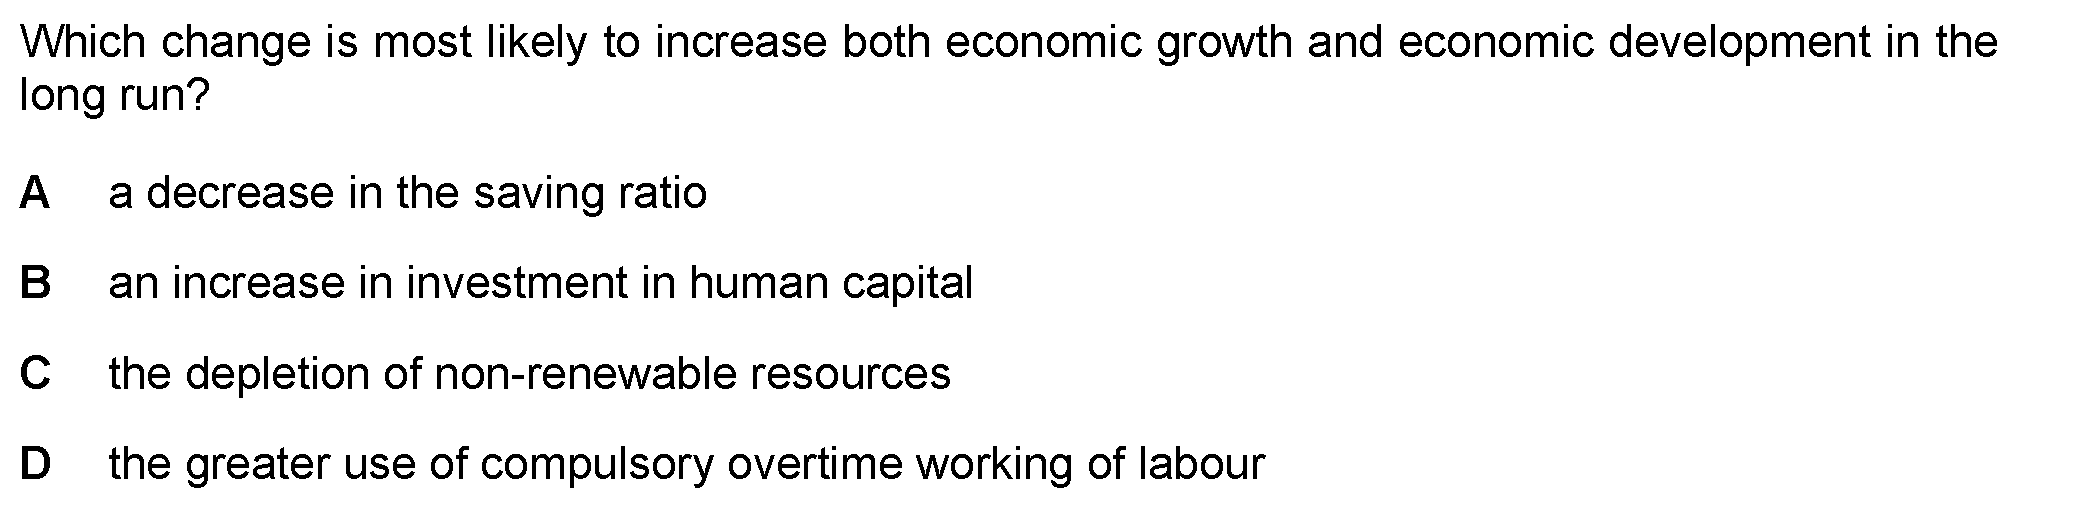 Which change is most likely to increase both economic growth and economic development in the
long run?
A a decrease in the saving ratio
B an increase in investment in human capital
C the depletion of non-renewable resources
D the greater use of compulsory overtime working of labour